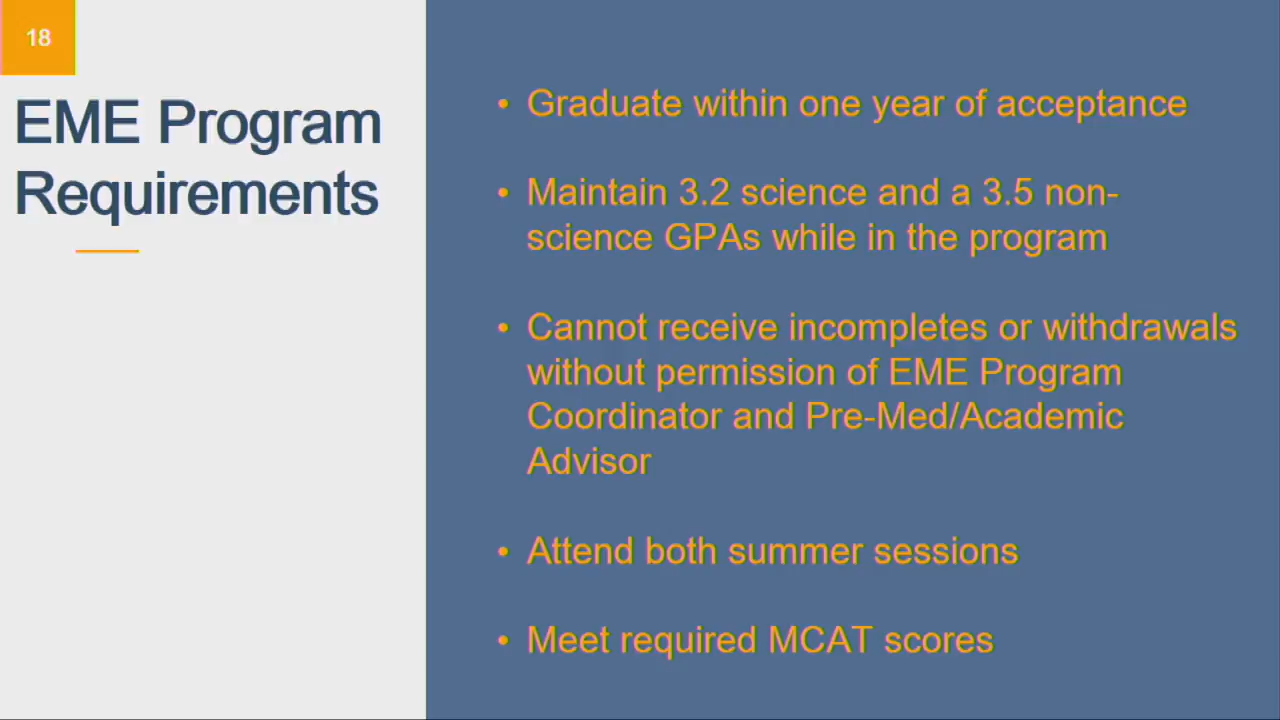 18
EME Program
Requirements
• Graduate within one year of acceptance
• Maintain 3.2 science and a 3.5 non-
science GPAs while in the program
• Cannot receive incompletes or withdrawals
without permission of EME Program
Coordinator and Pre-Med/Academic
Advisor
• Attend both summer sessions
• Meet required MCAT scores